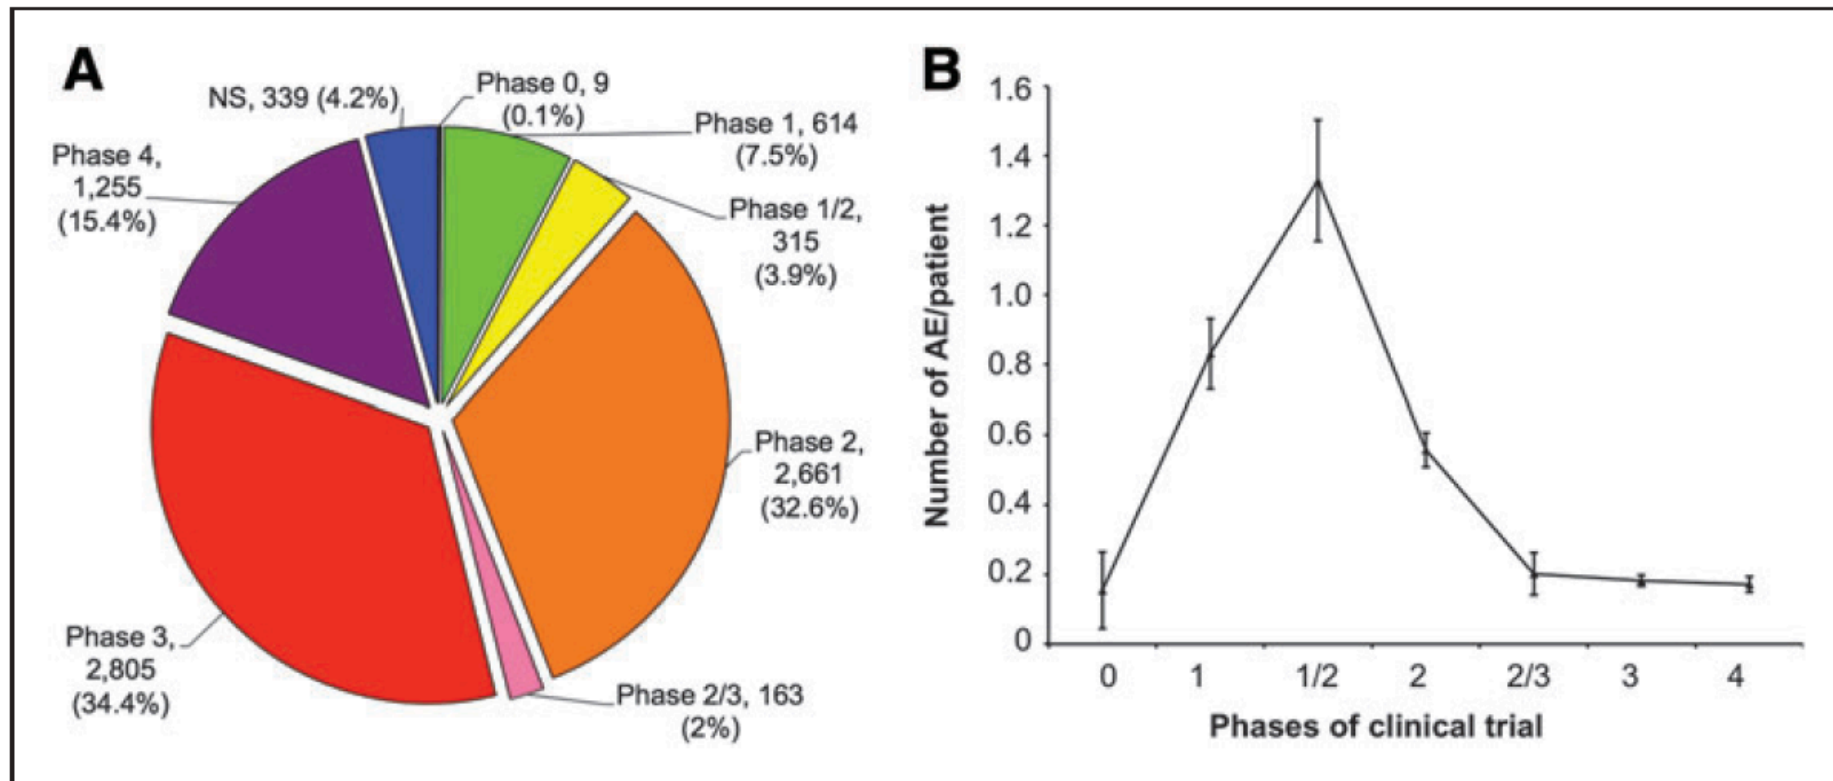 A
NS, 339 (4.2%)
Phase 0, 9
(0.1%)
Phase 1, 614
(7.5%)
Phase 1/2,
315
(3.9%)
Phase 2,
2,661
(32.6%)
Phase 2/3, 163
(2%)
Phase 3,
2,805
(34.4%)
Phase 4,
1,255
(15.4%)
B
Number of AE/patient
1.6
1.4
1.2
1.0
0.8
0.6
0.4
0.2
0
0 1 1/2 2 2/3 3 4
Phases of clinical trial